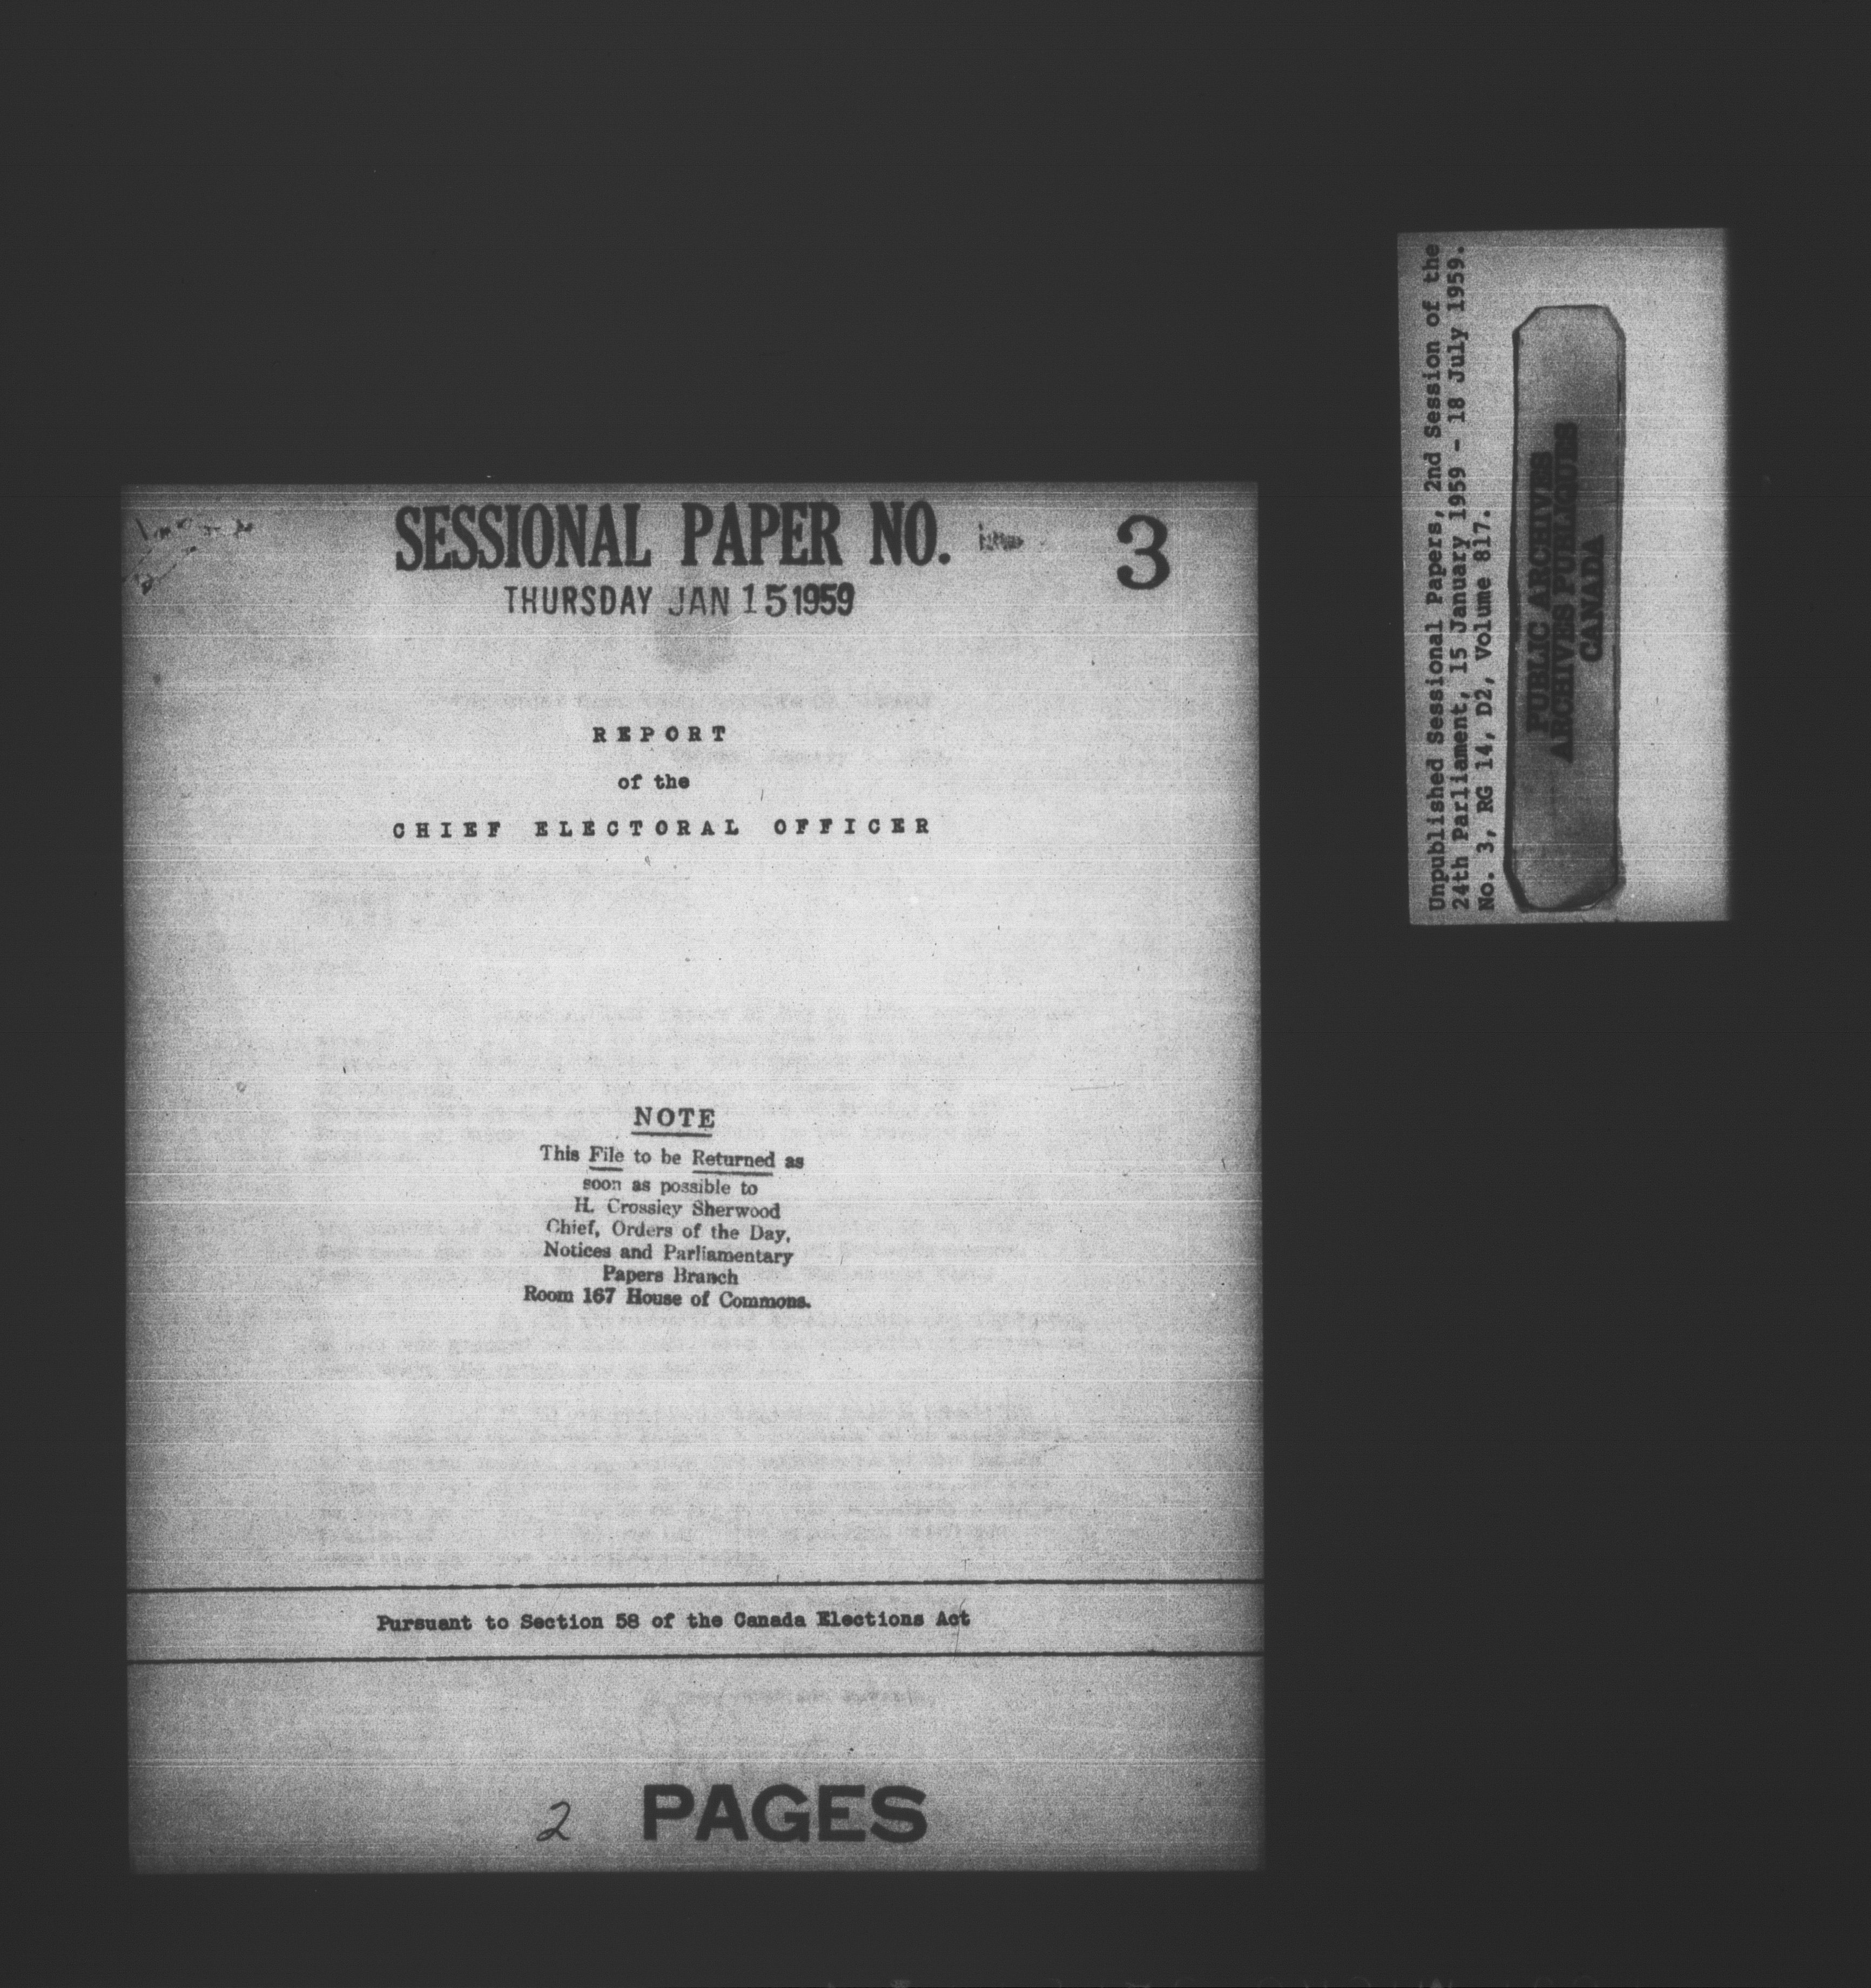 SESSIONAL PAPER NO. 3
THURSDAY JAN 15 1959
REPORT
of the
CHIEF ELECTORAL OFFICER
NOTE
This File to be Returned as
soon as possible to
H. Crossley Sherwood
Chief, Orders of the Day,
Notices and Parliamentary
Papers Branch
Room 167 House of Commons.
Pursuant to Section 58 of the Canada Elections Act
2 PAGES
Unpublished Sessional Papers, 2nd Session of the
24th Parliament, 15 January 1959 - 18 July 1959.
No. 3, RG 14, D2, Volume 817.
PUBLIC ARCHIVES
ARCHIVES PUBLIQUES
CANADA